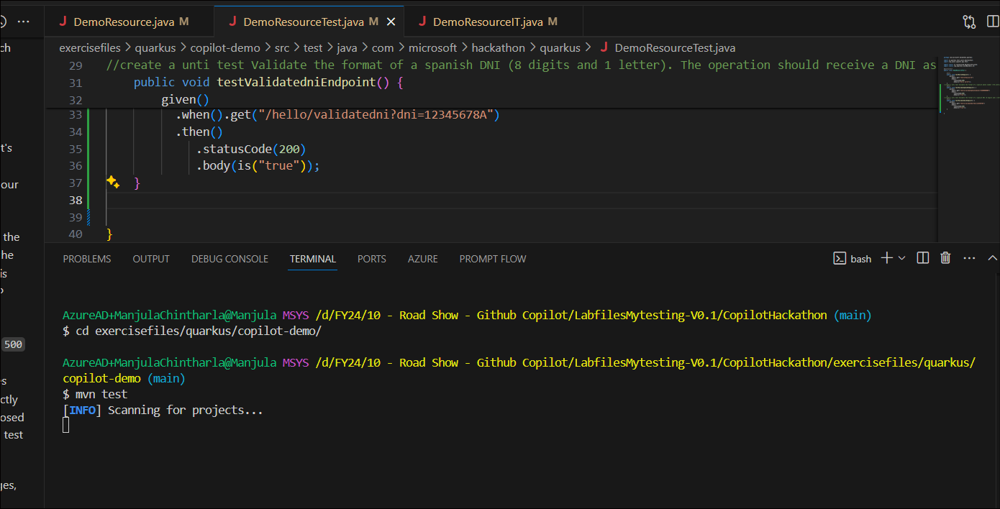 DemoResource.java M
DemoResourceTest.java M
DemoResourceIT.java M
ch
exercisefiles > quarkus > copilot-demo > src > test > java > com > microsoft > hackathon > quarkus > J DemoResourceTest.java
29 //create a unti test Validate the format of a spanish DNI (8 digits and 1 letter). The operation should receive a DNI as
31 public void testValidatedniEndpoint() {
32 given()
33 .when().get("/hello/validatedni?dni=12345678A")
34 .then()
35 .statusCode(200)
36 .body(is("true"));
37 }
38
39
40 }
t's
our
the
he
is
500
s
ctly
osed
test
ges,
PROBLEMS OUTPUT DEBUG CONSOLE TERMINAL PORTS AZURE PROMPT FLOW
bash
AzureAD+ManjulaChintharla@Manjula MSYS /d/FY24/10 - Road Show - Github Copilot/LabfilesMytesting-V0.1/CopilotHackathon (main)
$ cd exercisefiles/quarkus/copilot-demo/
AzureAD+ManjulaChintharla@Manjula MSYS /d/FY24/10 - Road Show - Github Copilot/LabfilesMytesting-V0.1/CopilotHackathon/exercisefiles/quarkus/
copilot-demo (main)
$ mvn test
[INFO] Scanning for projects...